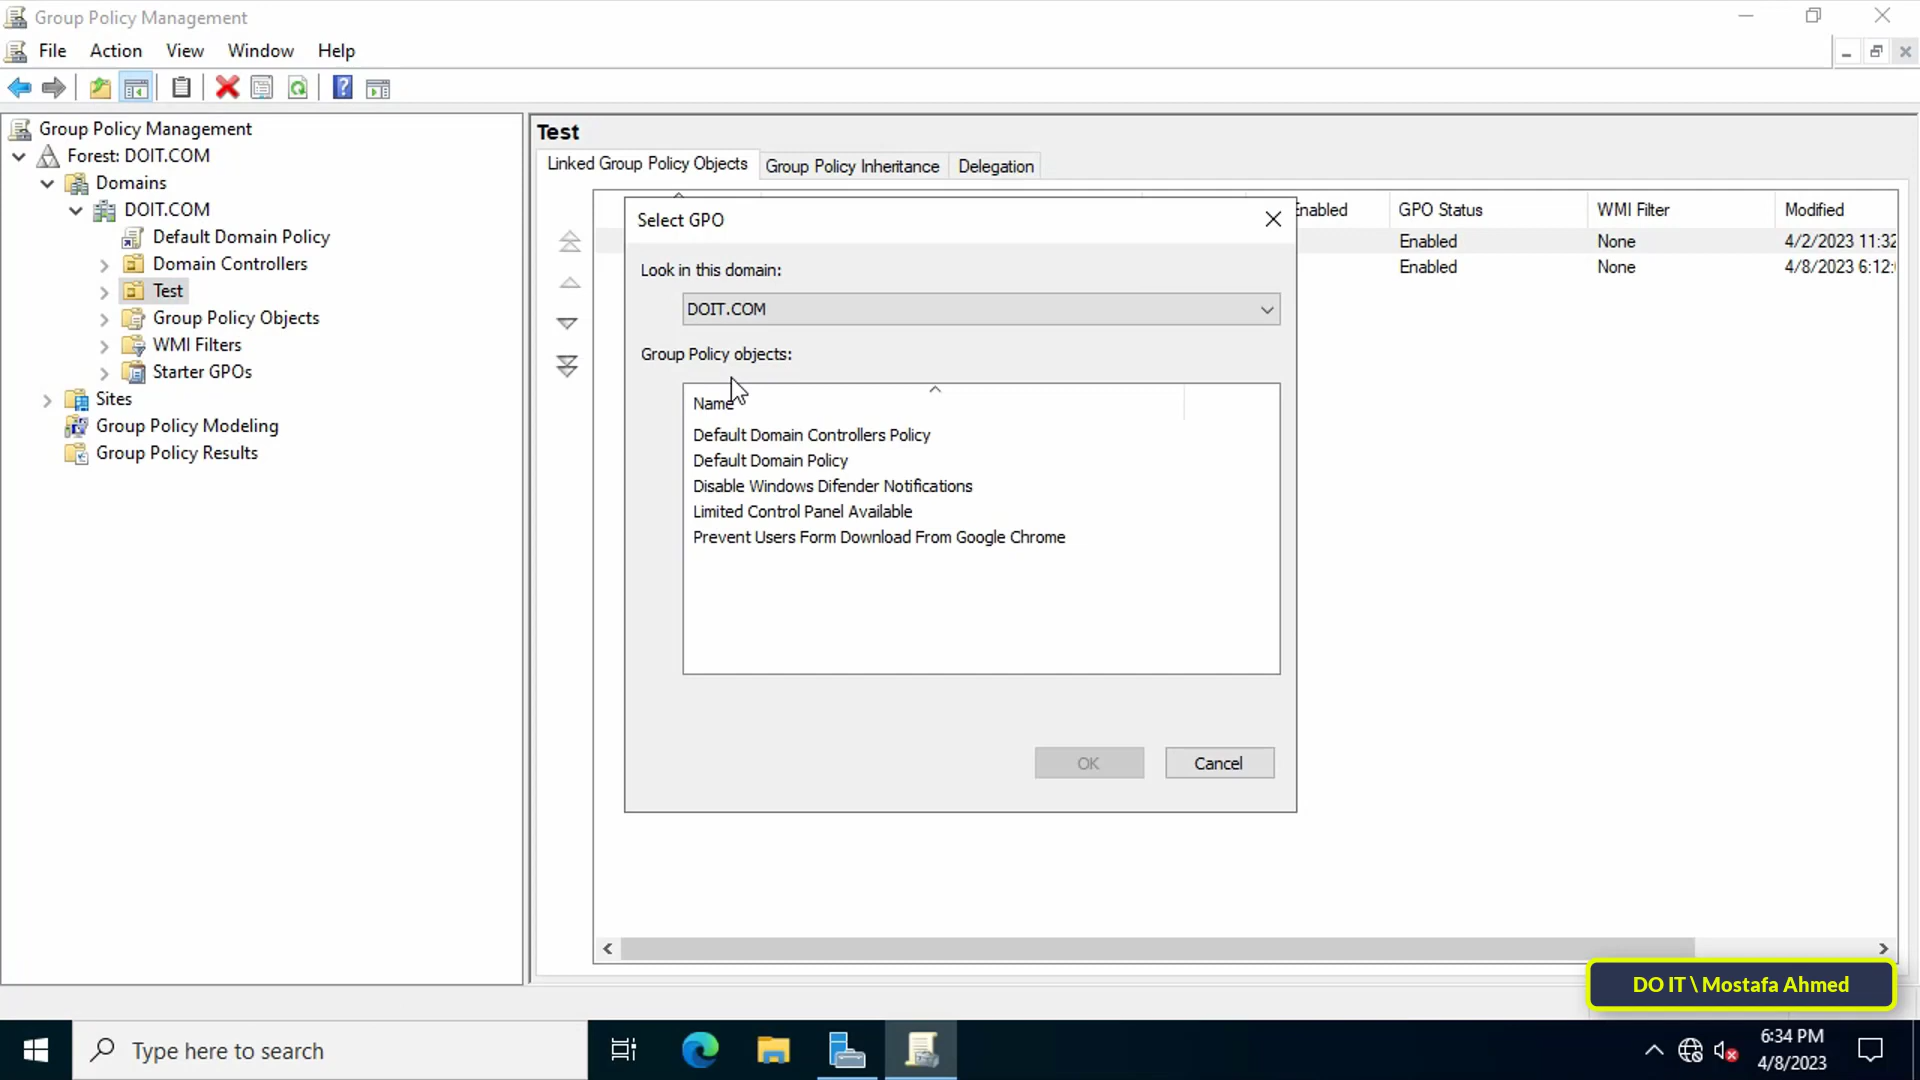 Group Policy Management
File Action View Window Help
Group Policy Management
Forest: DOIT.COM
Domains
DOIT.COM
Default Domain Policy
Domain Controllers
Test
Group Policy Objects
WMI Filters
Starter GPOs
Sites
Group Policy Modeling
Group Policy Results
Test
Linked Group Policy Objects Group Policy Inheritance Delegation
Enabled GPO Status WMI Filter Modified
Enabled None 4/2/2023 11:32
Enabled None 4/8/2023 6:12:
Select GPO
Look in this domain:
DOIT.COM
Group Policy objects:
Name
Default Domain Controllers Policy
Default Domain Policy
Disable Windows Difender Notifications
Limited Control Panel Available
Prevent Users Form Download From Google Chrome
OK Cancel
DO IT \ Mostafa Ahmed
Type here to search
6:34 PM
4/8/2023